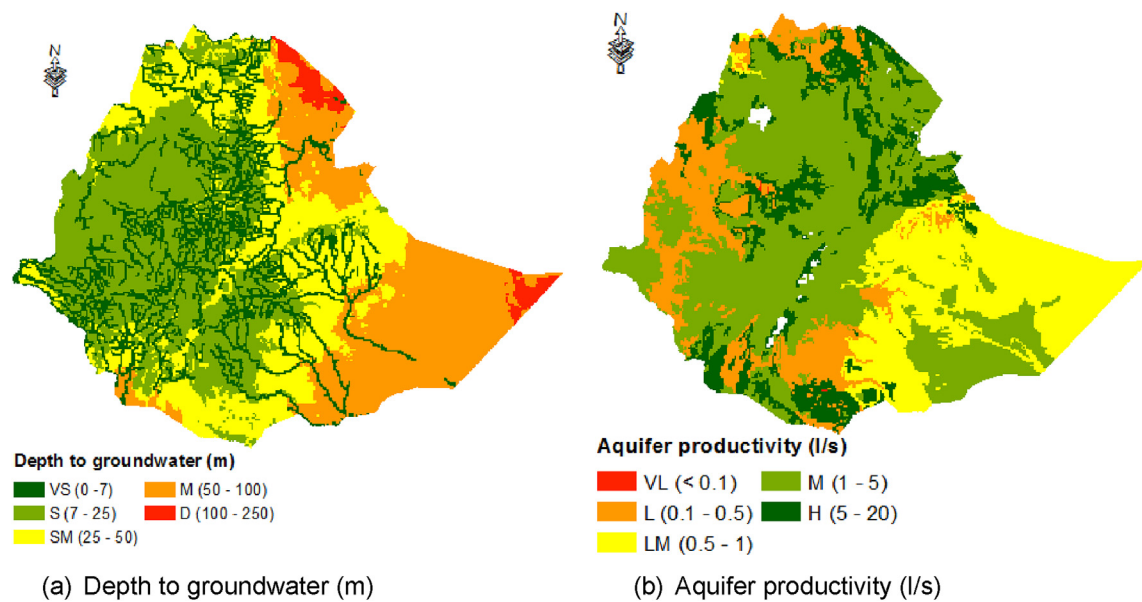 N
N
Depth to groundwater (m)
VS (0 - 7) M (50 - 100)
S (7 - 25) D (100 - 250)
SM (25 - 50)
Aquifer productivity (l/s)
VL (< 0.1) M (1 - 5)
L (0.1 - 0.5) H (5 - 20)
LM (0.5 - 1)
(a) Depth to groundwater (m)
(b) Aquifer productivity (l/s)